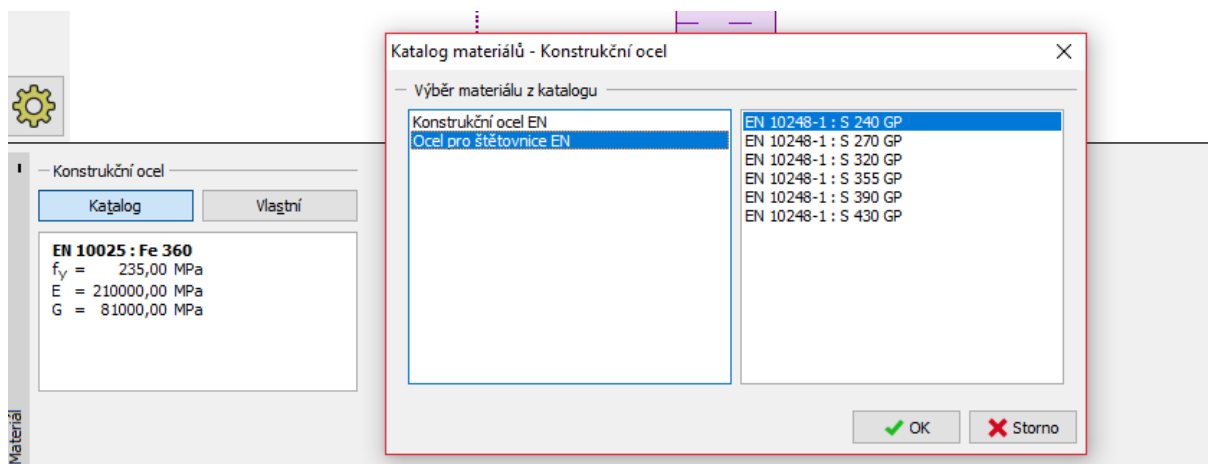 Katalog materiálů - Konstrukční ocel
Výběr materiálu z katalogu
Konstrukční ocel EN
Ocel pro štětovnice EN
EN 10248-1 : S 240 GP
EN 10248-1 : S 270 GP
EN 10248-1 : S 320 GP
EN 10248-1 : S 355 GP
EN 10248-1 : S 390 GP
EN 10248-1 : S 430 GP
OK
Storno
Konstrukční ocel
Katalog
Vlastní
EN 10025 : Fe 360
fy = 235,00 MPa
E = 210000,00 MPa
G = 81000,00 MPa
Materiál